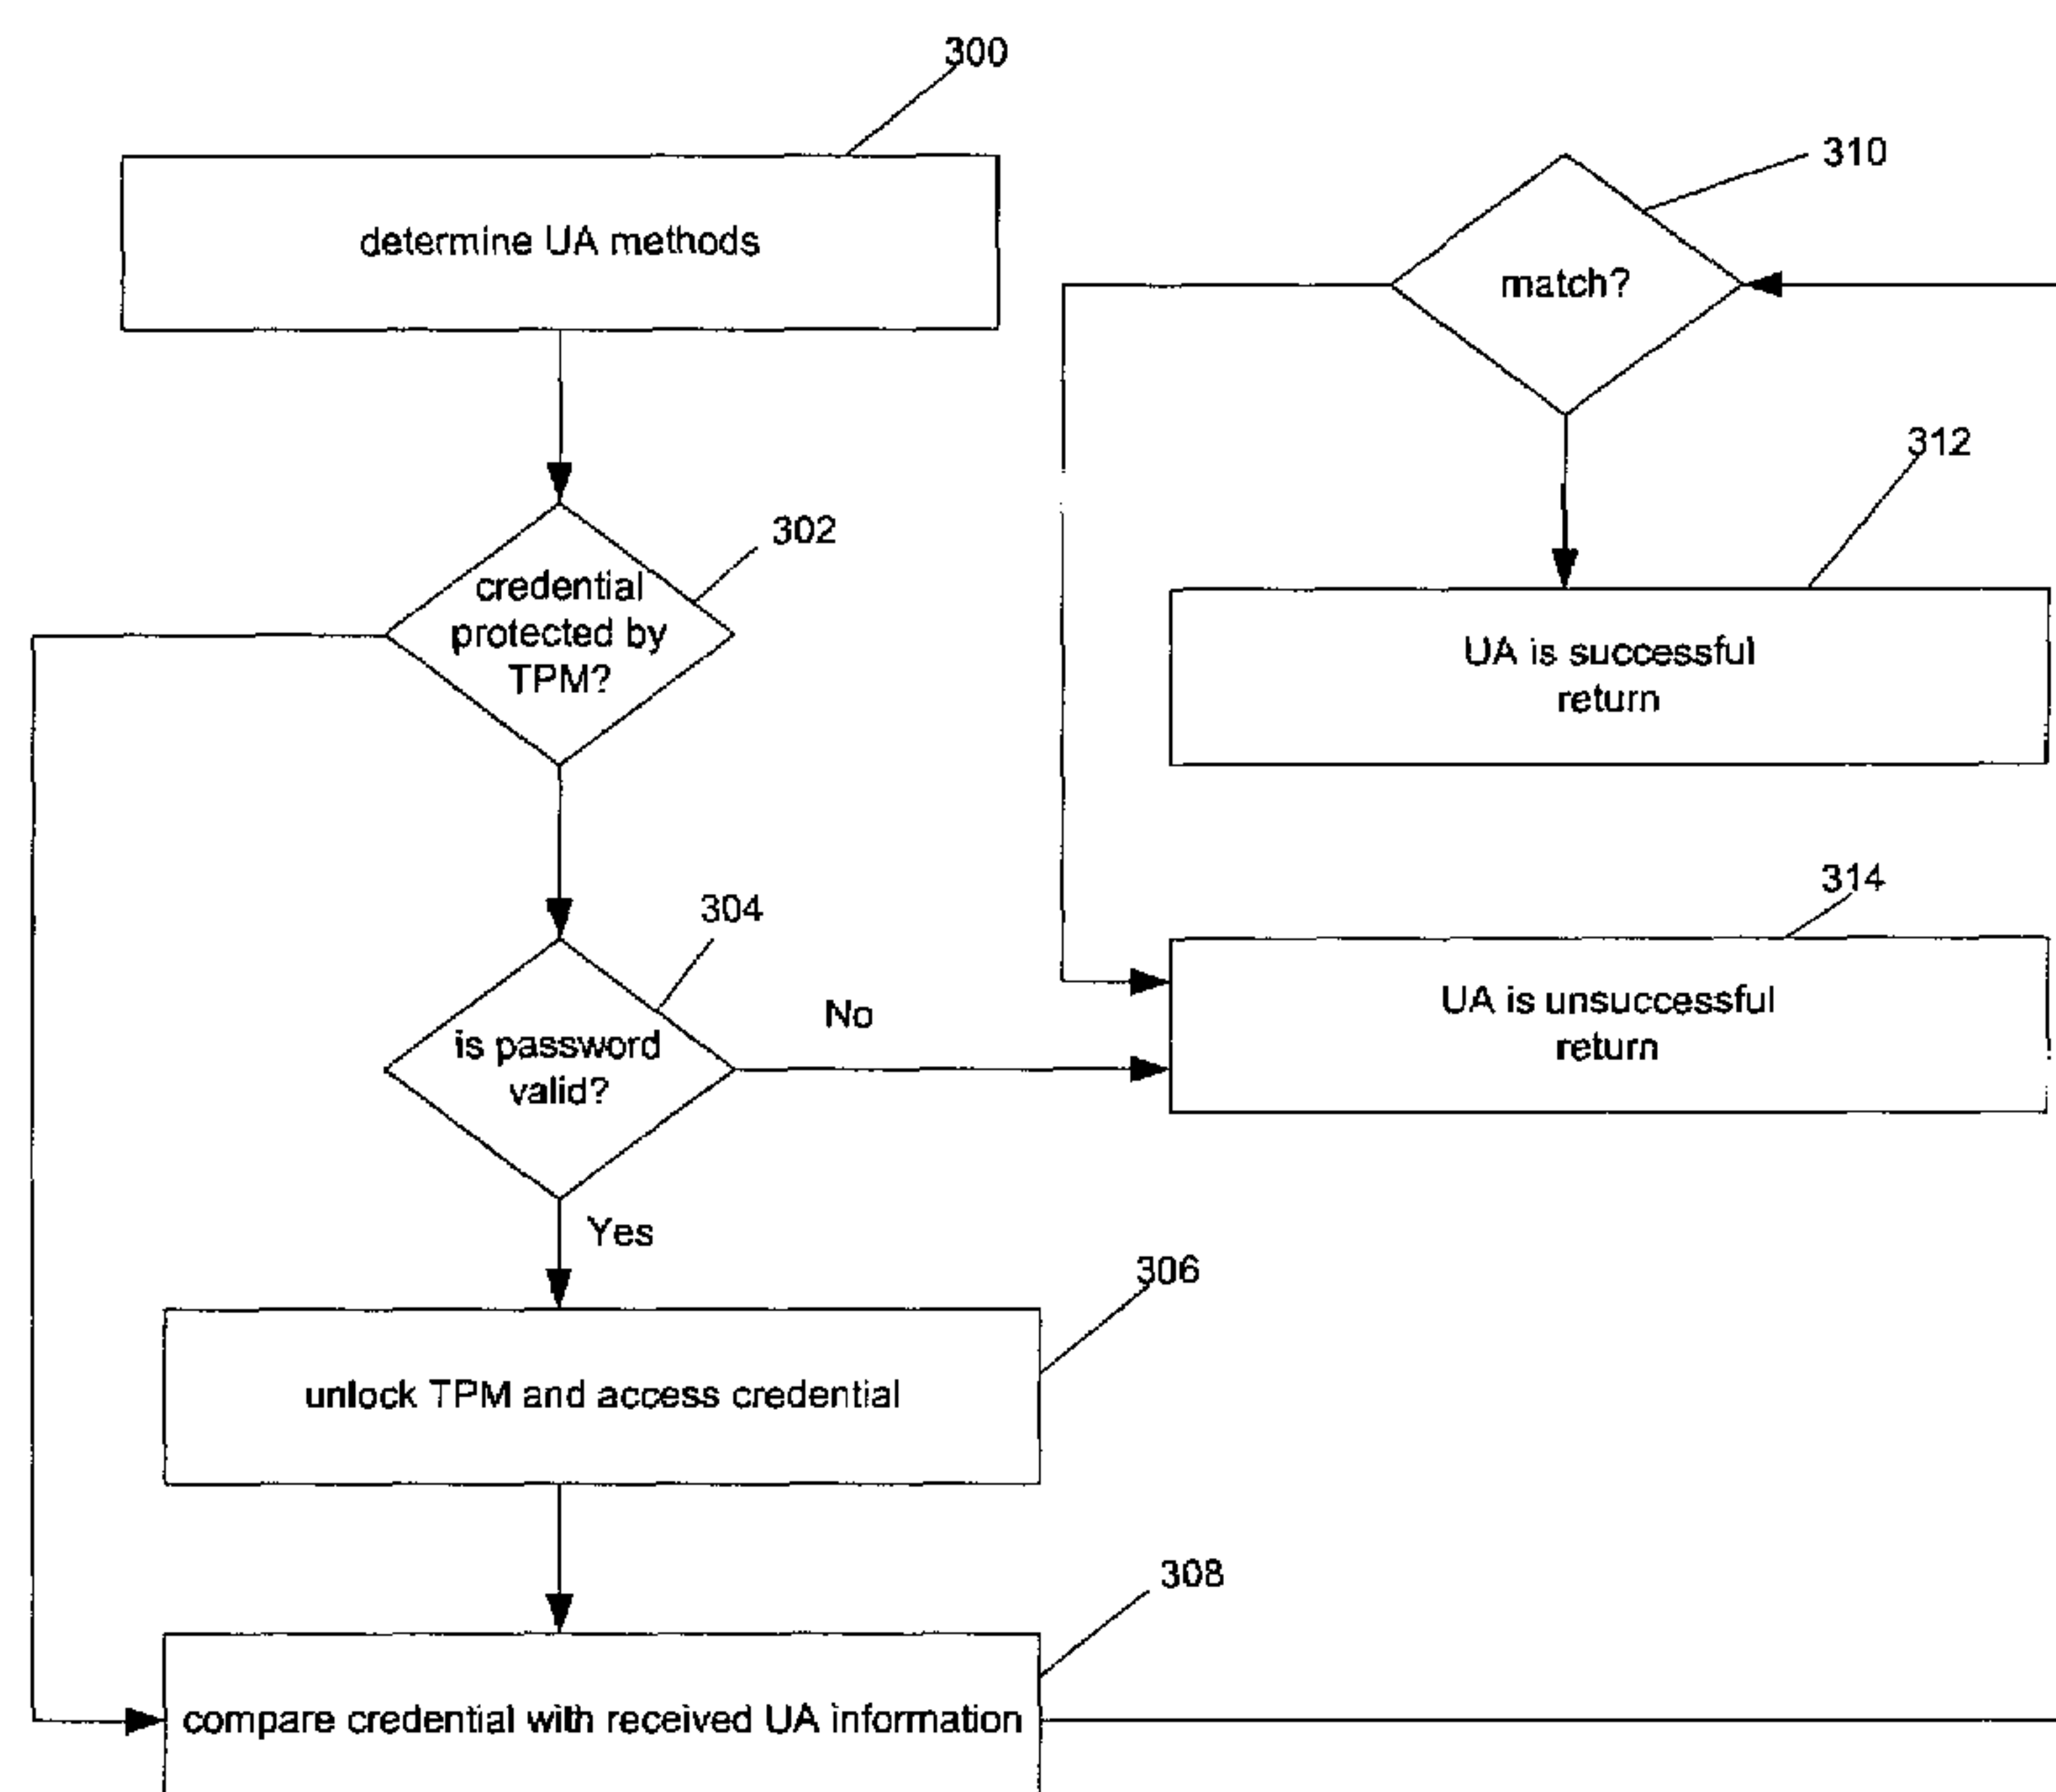 300
determine UA methods
302
credential
protected by
TPM?
304
is password
valid?
No
Yes
306
unlock TPM and access credential
308
compare credential with received UA information
310
match?
312
UA is successful
return
314
UA is unsuccessful
return